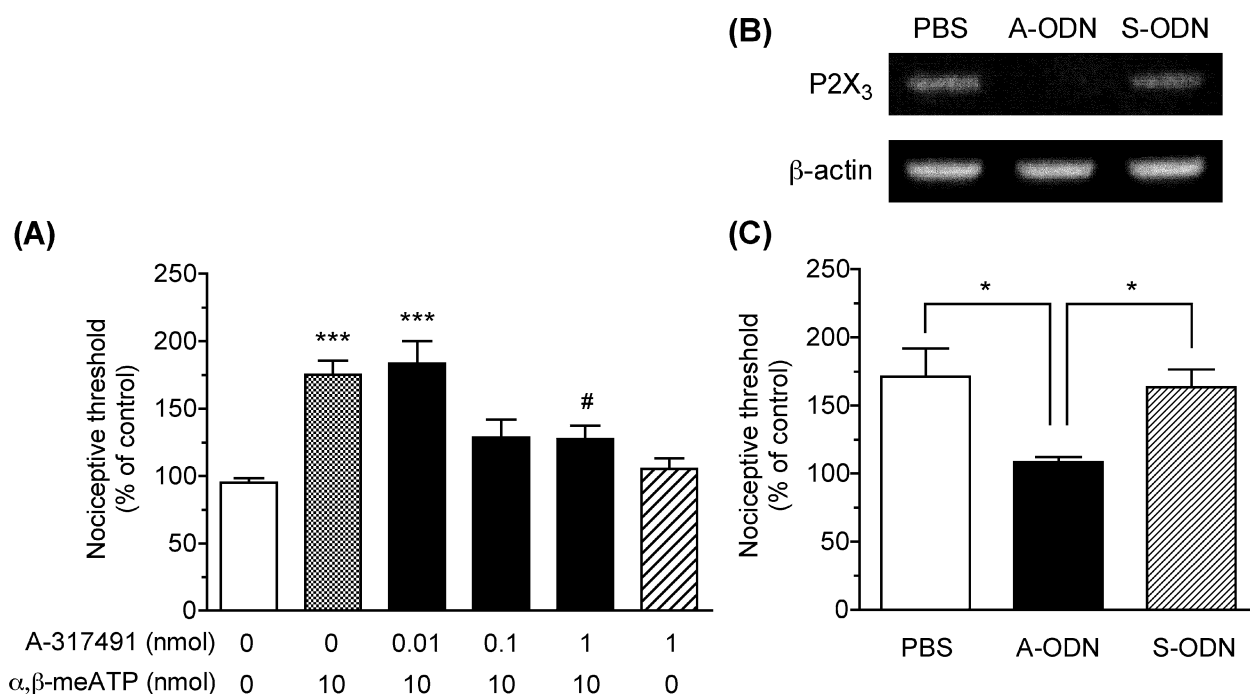 (B)
PBS A-ODN S-ODN
P2X3
β-actin
(A)
Nociceptive threshold
(% of control)
250
200
150
100
50
0
***
***
#
A-317491 (nmol) 0 0 0.01 0.1 1 1
α,β-meATP (nmol) 0 10 10 10 10 0
(C)
Nociceptive threshold
(% of control)
250
200
150
100
50
0
* *
PBS A-ODN S-ODN